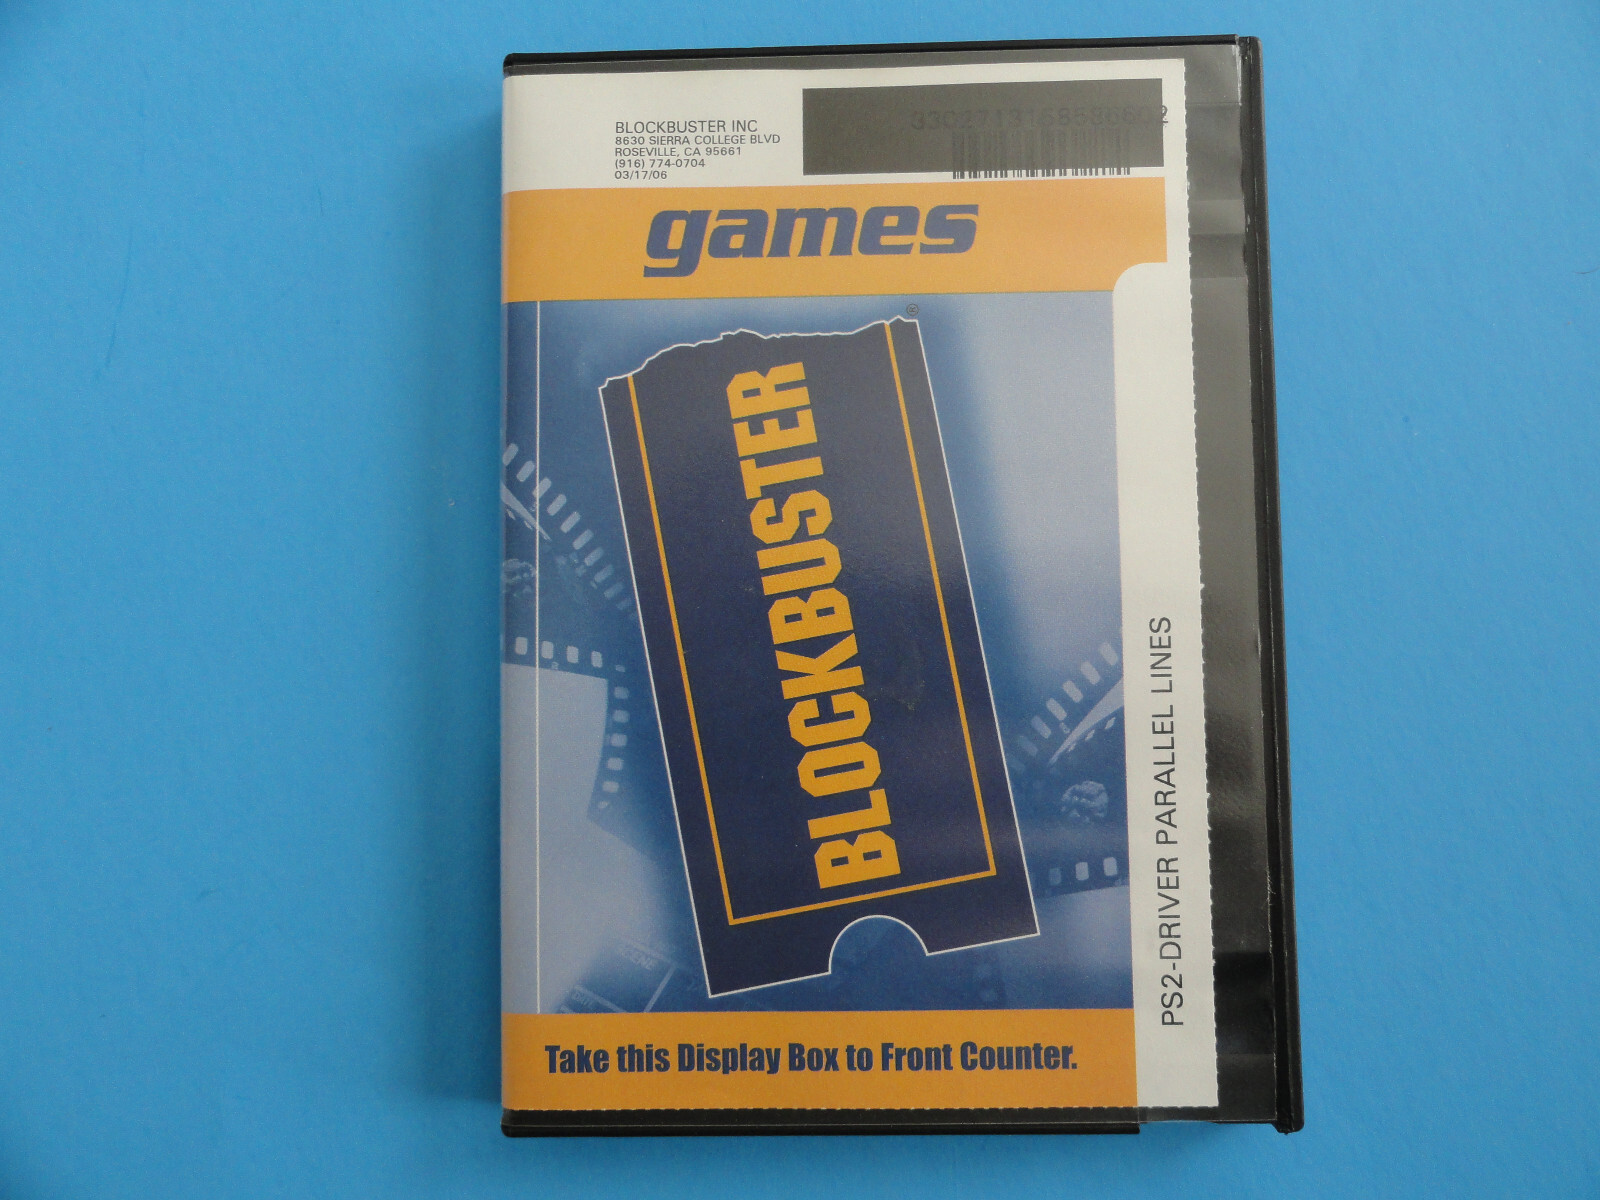 BLOCKBUSTER INC
8630 SIERRA COLLEGE BLVD
ROSEVILLE, CA 95661
(916) 774-0704
03/17/06
games
®
BLOCKBUSTER
PS2-DRIVER PARALLEL LINES
Take this Display Box to Front Counter.